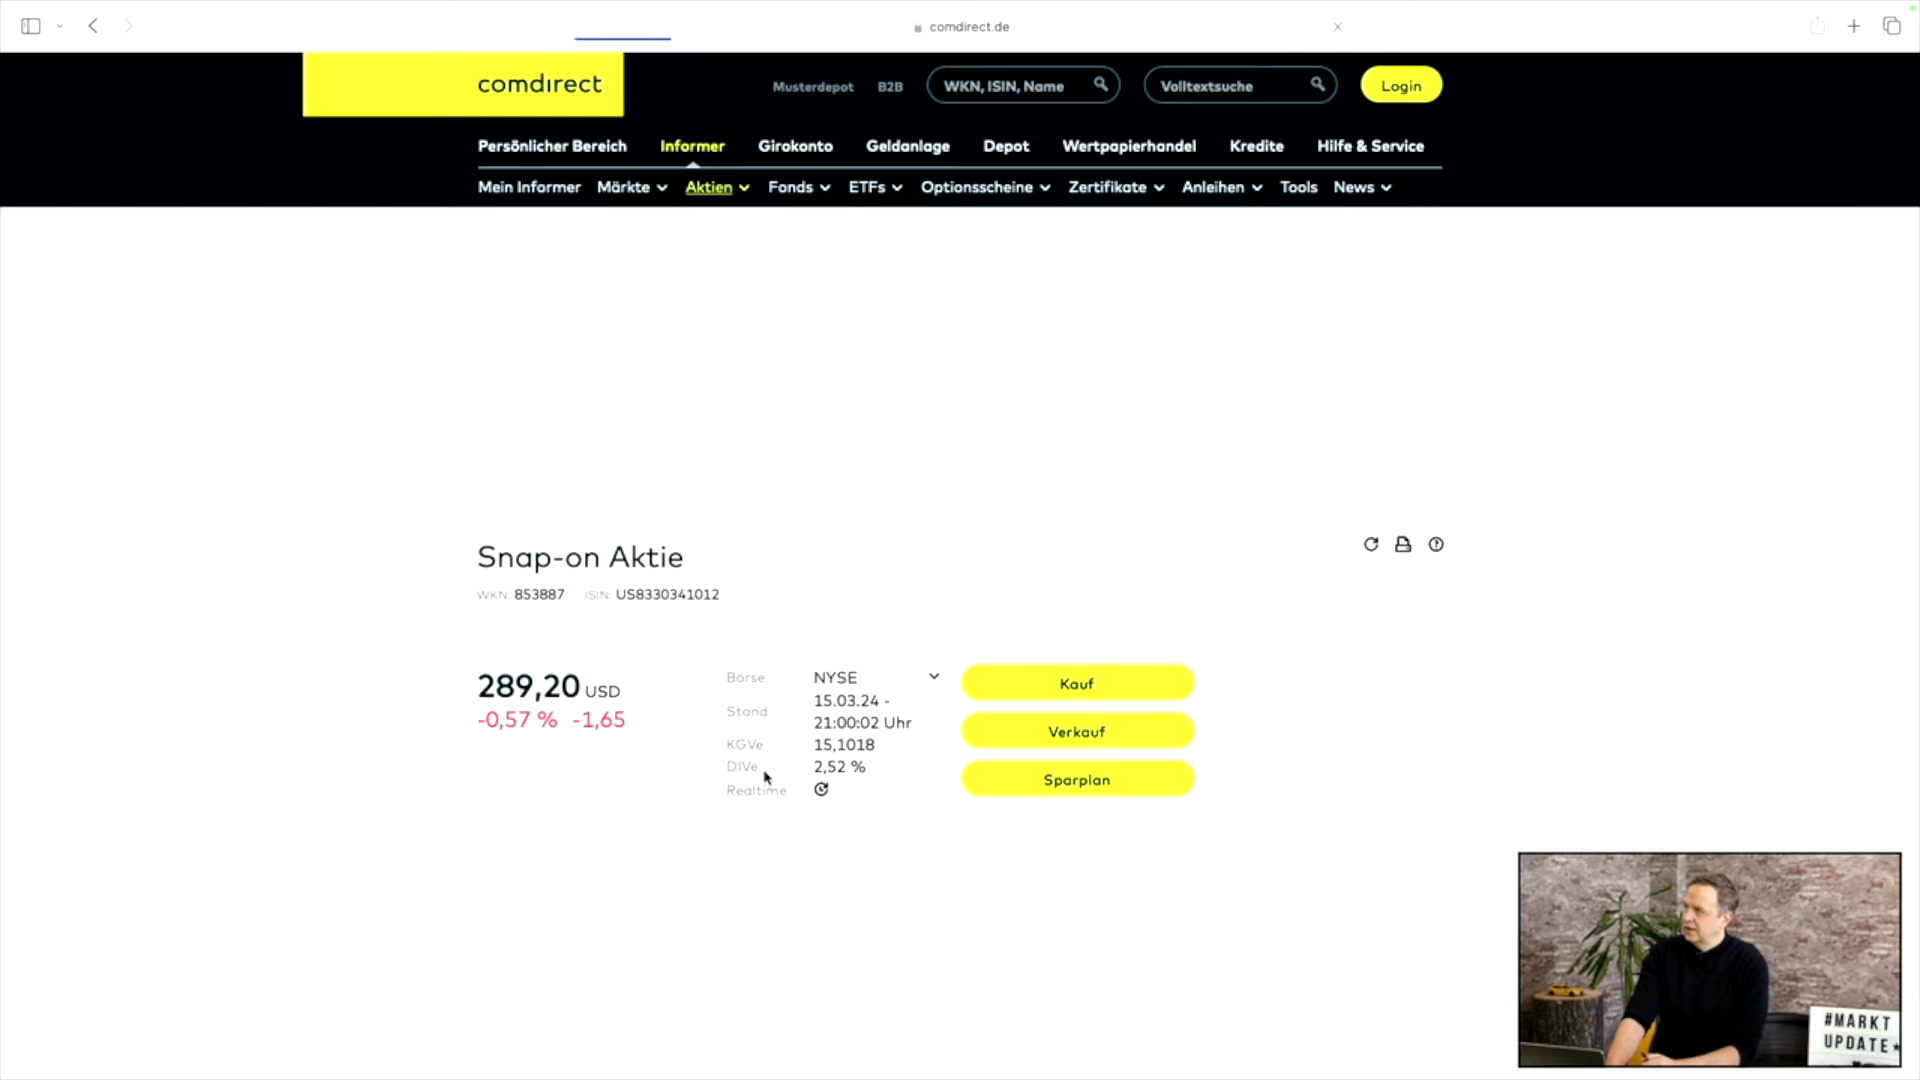 comdirect.de
comdirect
Musterdepot B2B WKN, ISIN, Name Volltextsuche Login
Persönlicher Bereich Informer Girokonto Geldanlage Depot Wertpapierhandel Kredite Hilfe & Service
Mein Informer Märkte Aktien Fonds ETFs Optionsscheine Zertifikate Anleihen Tools News
Snap-on Aktie
WKN: 853887 ISIN: US8330341012
289,20 USD
-0,57 % -1,65
Börse NYSE
Stand 15.03.24 -
21:00:02 Uhr
KGVe 15,1018
DIVe 2,52 %
Realtime
Kauf
Verkauf
Sparplan
#MARKT
UPDATE*